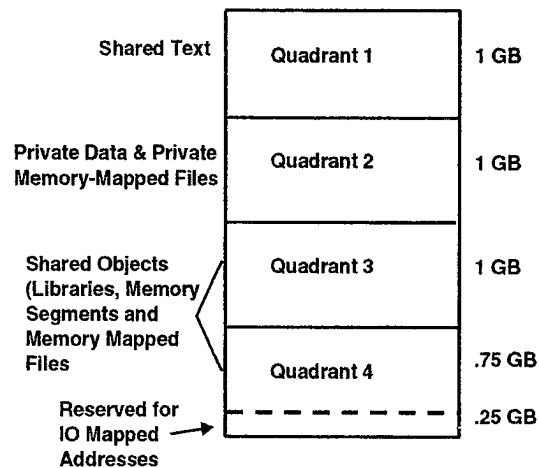 Shared Text
Quadrant 1
1 GB
Private Data & Private
Memory-Mapped Files
Quadrant 2
1 GB
Shared Objects
(Libraries, Memory
Segments and
Memory Mapped
Files
Quadrant 3
1 GB
Quadrant 4
.75 GB
Reserved for
IO Mapped
Addresses
.25 GB